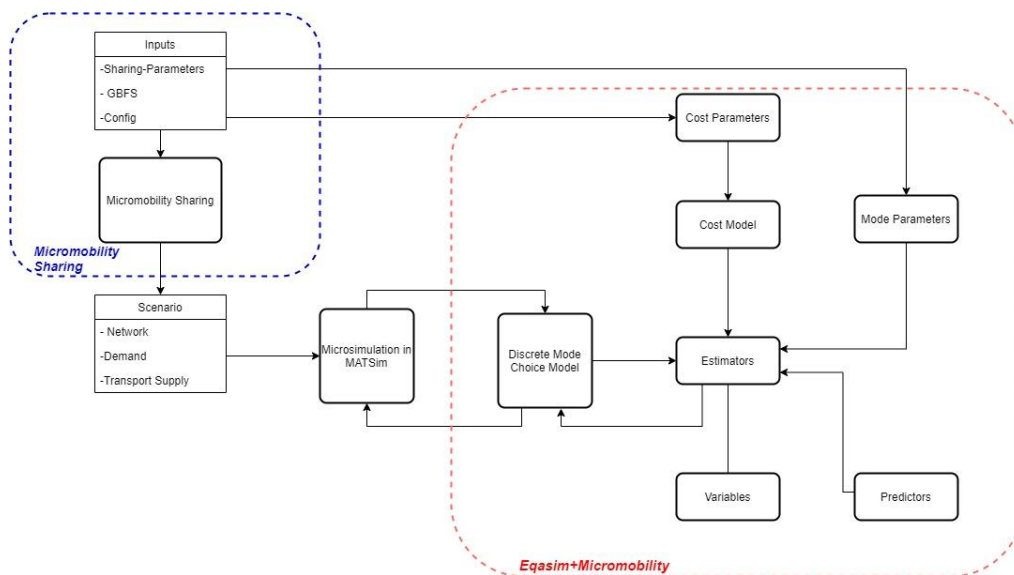 Inputs
-Sharing-Parameters
- GBFS
-Config
Micromobility Sharing
Micromobility
Sharing
Scenario
- Network
-Demand
-Transport Supply
Microsimulation in
MATSim
Discrete Mode
Choice Model
Cost Parameters
Cost Model
Mode Parameters
Estimators
Variables
Predictors
Eqasim+Micromobility